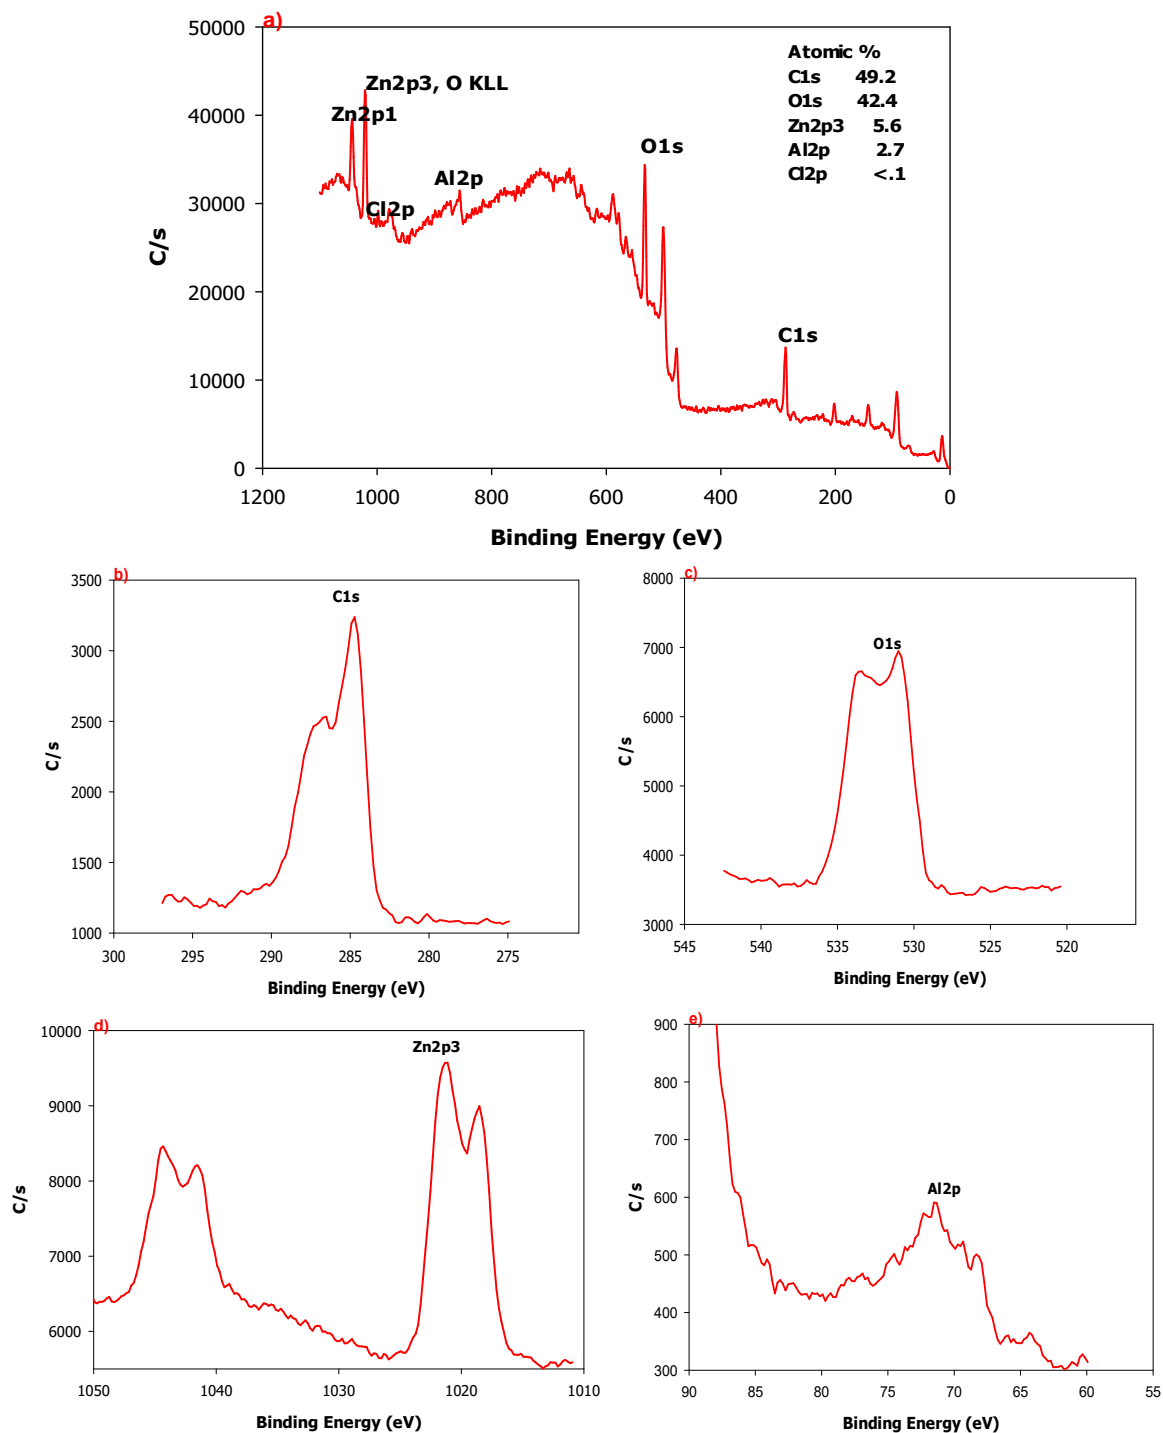 a)
50000
40000
30000
20000
10000
0
C/s
Zn2p3, O KLL
Zn2p1
Cl2p
Al2p
O1s
C1s
Atomic %
C1s 49.2
O1s 42.4
Zn2p3 5.6
Al2p 2.7
Cl2p <.1
1200 1000 800 600 400 200 0
Binding Energy (eV)
b)
3500
3000
2500
2000
1500
1000
C/s
C1s
300 295 290 285 280 275
Binding Energy (eV)
c)
8000
7000
6000
5000
4000
3000
C/s
O1s
545 540 535 530 525 520
Binding Energy (eV)
d)
10000
9000
8000
7000
6000
C/s
Zn2p3
1050 1040 1030 1020 1010
Binding Energy (eV)
e)
900
800
700
600
500
400
300
C/s
Al2p
90 85 80 75 70 65 60 55
Binding Energy (eV)